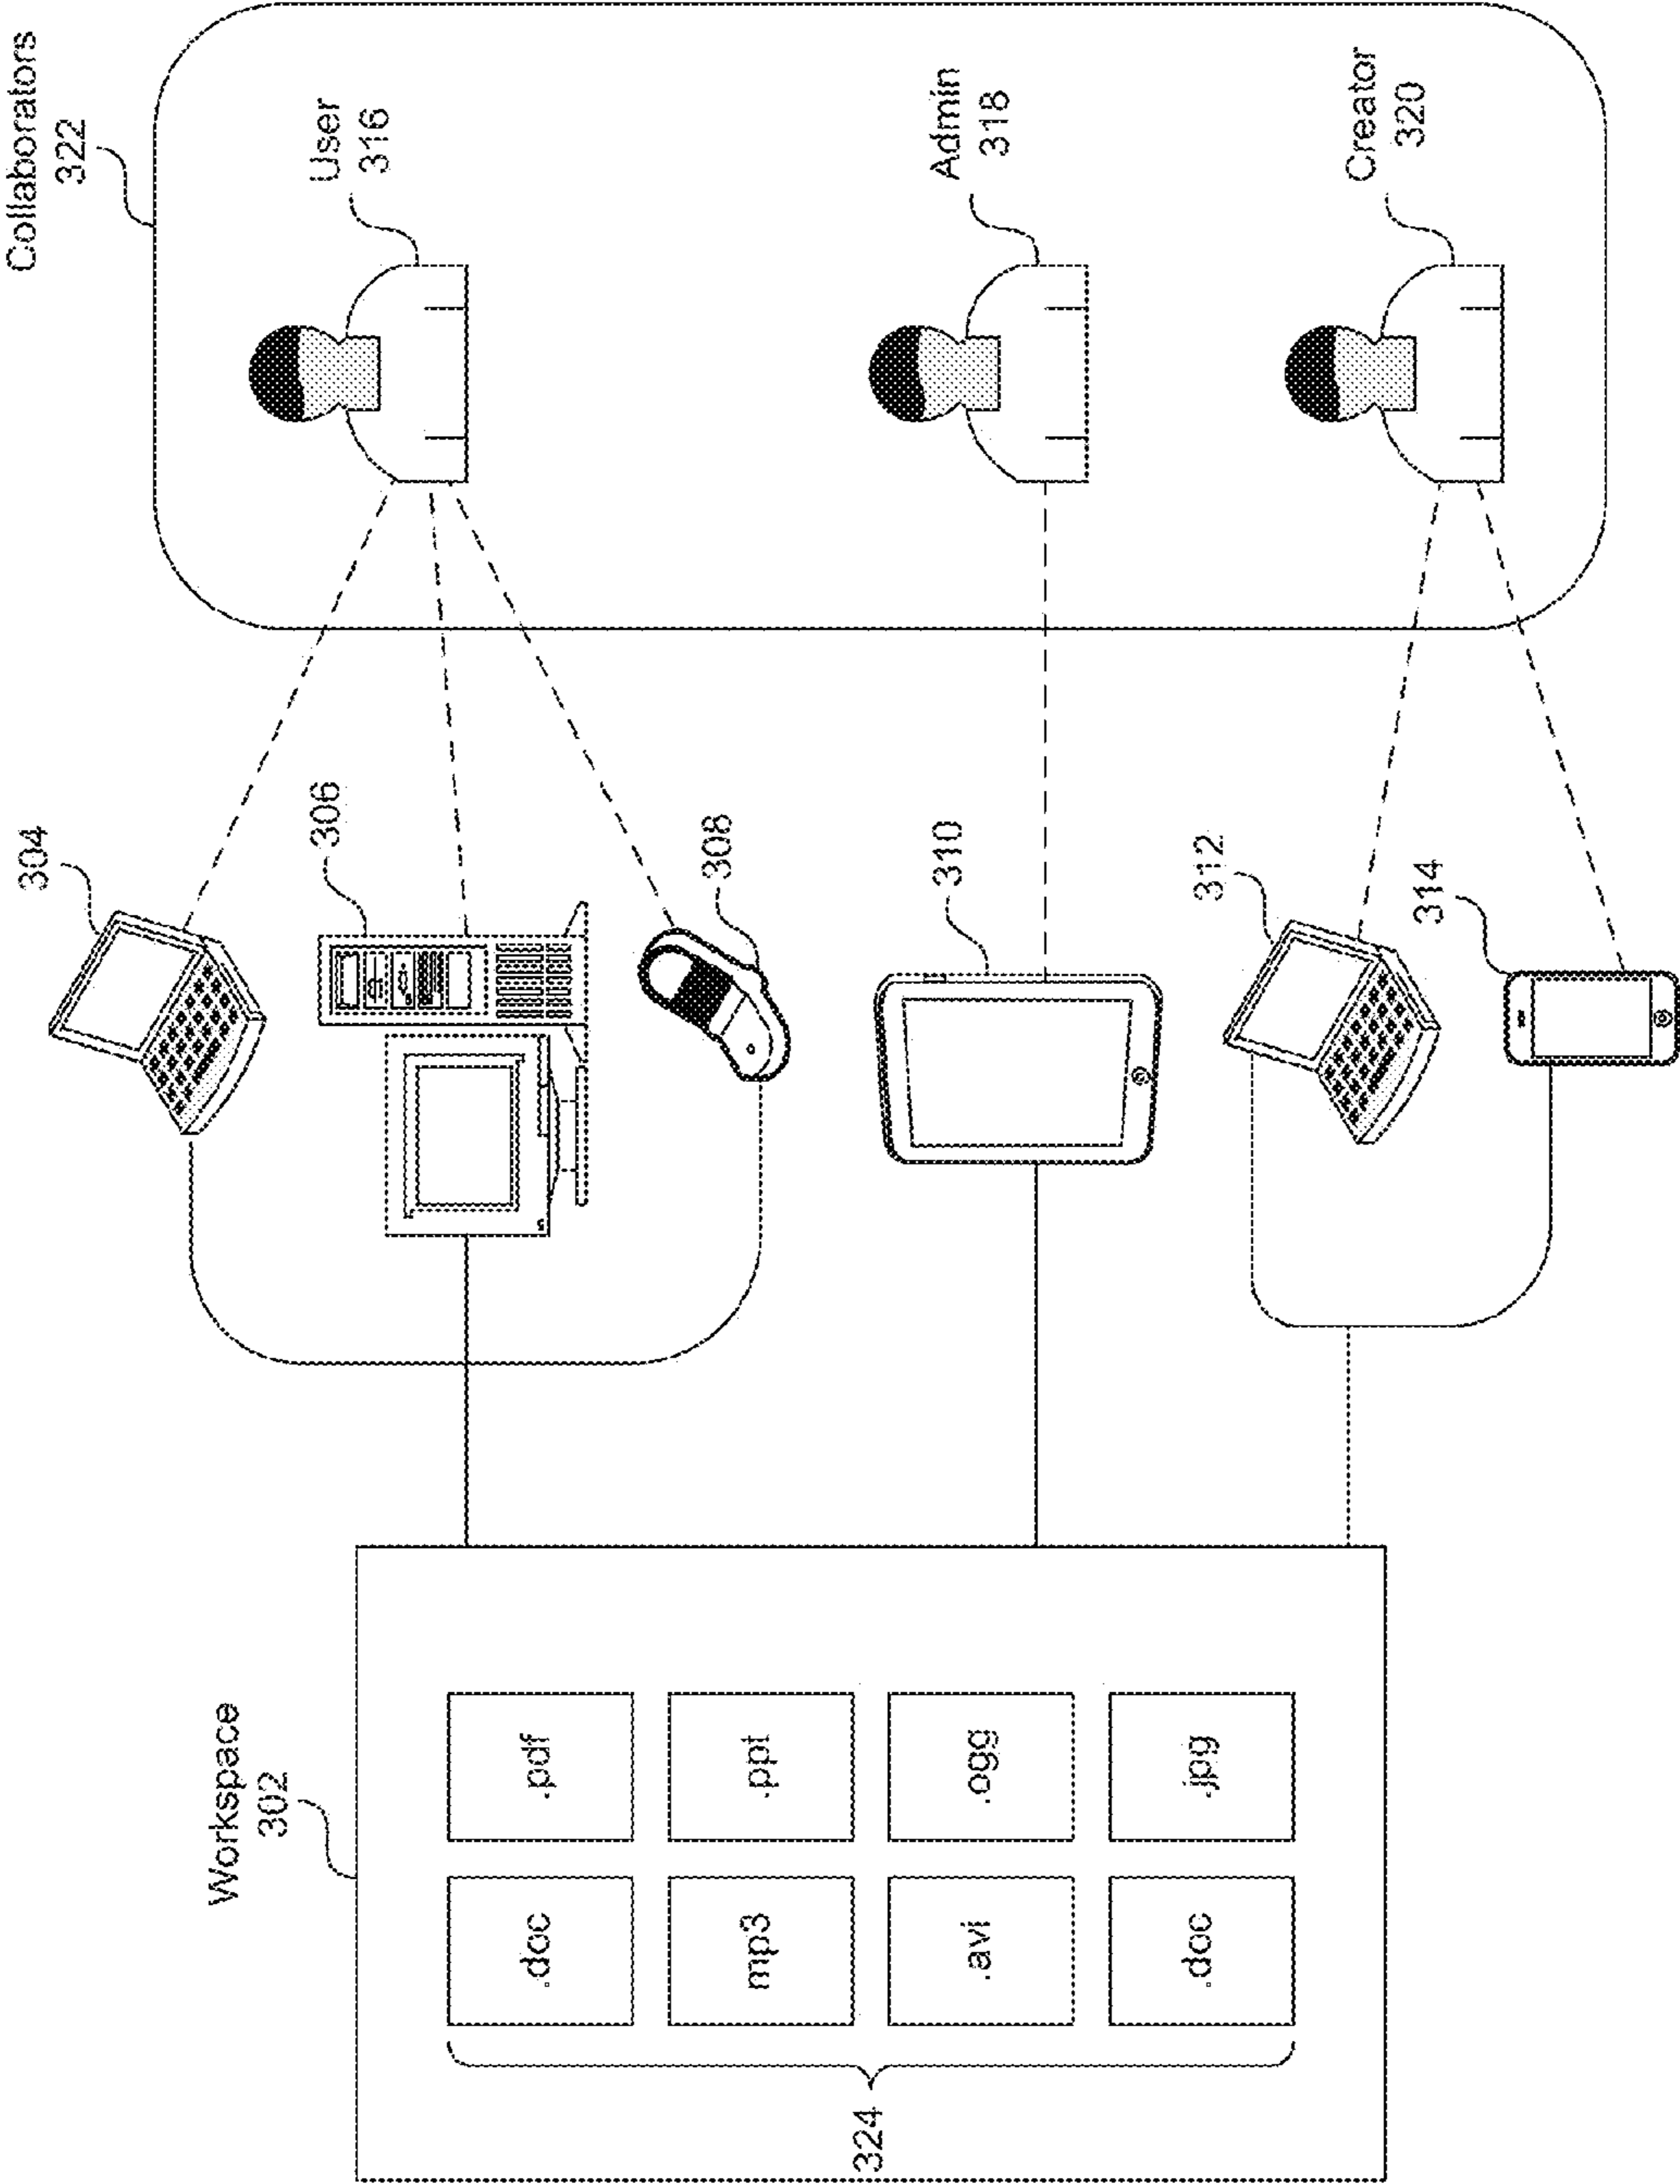 Workspace
302
.doc
.pdf
mp3
.ppt
.avi
.ogg
.doc
.jpg
324
304
306
308
310
312
314
Collaborators
322
User
316
Admin
318
Creator
320